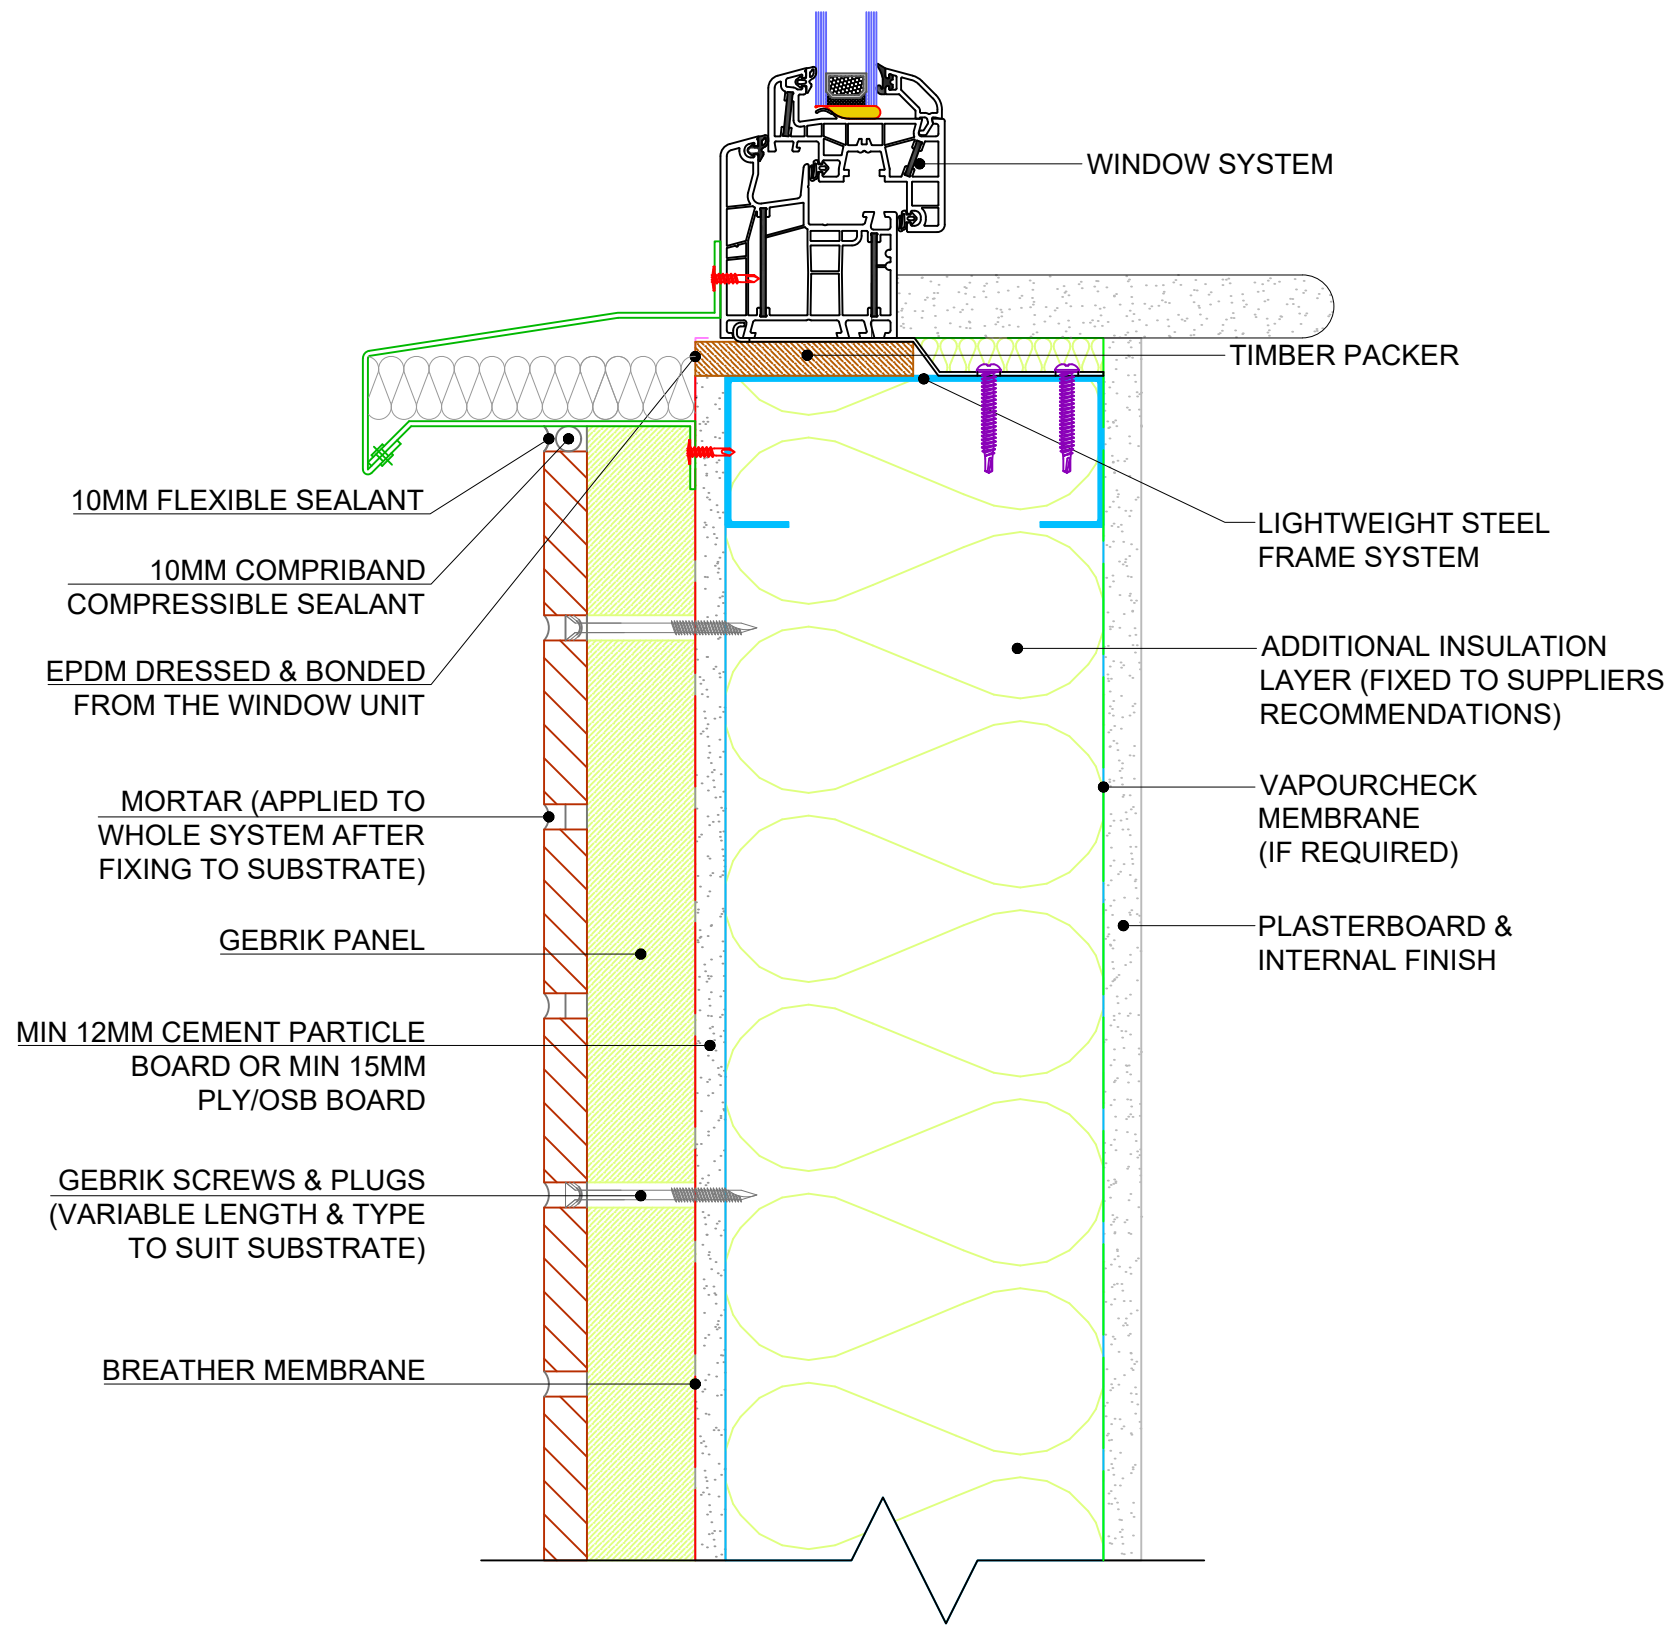 WINDOW SYSTEM
TIMBER PACKER
10MM FLEXIBLE SEALANT
10MM COMPRIBAND
COMPRESSIBLE SEALANT
EPDM DRESSED & BONDED
FROM THE WINDOW UNIT
MORTAR (APPLIED TO
WHOLE SYSTEM AFTER
FIXING TO SUBSTRATE)
GEBRIK PANEL
MIN 12MM CEMENT PARTICLE
BOARD OR MIN 15MM
PLY/OSB BOARD
GEBRIK SCREWS & PLUGS
(VARIABLE LENGTH & TYPE
TO SUIT SUBSTRATE)
BREATHER MEMBRANE
LIGHTWEIGHT STEEL
FRAME SYSTEM
ADDITIONAL INSULATION
LAYER (FIXED TO SUPPLIERS
RECOMMENDATIONS)
VAPOURCHECK
MEMBRANE
(IF REQUIRED)
PLASTERBOARD &
INTERNAL FINISH